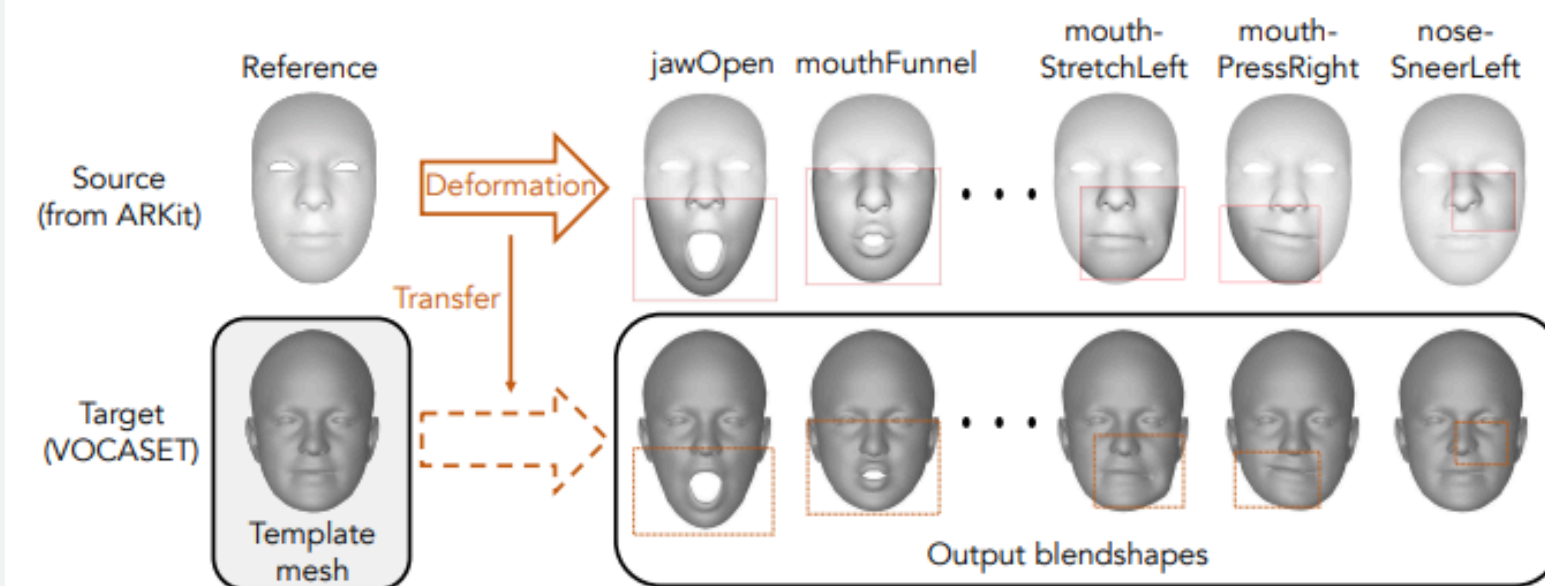 Reference
jawOpen
mouthFunnel
mouth-
StretchLeft
mouth-
PressRight
nose-
SneerLeft
Source
(from ARKit)
Deformation
Transfer
Target
(VOCASET)
Template
mesh
Output blendshapes